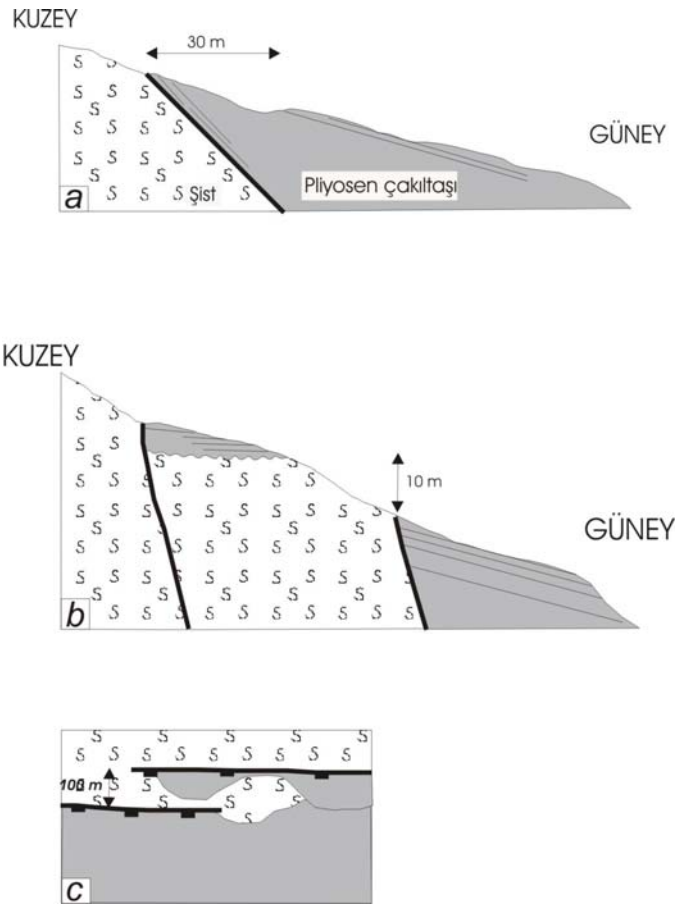 KUZEY
30 m
GÜNEY
Şist
Pliyosen çakıltaşı
a
KUZEY
10 m
GÜNEY
b
m
c